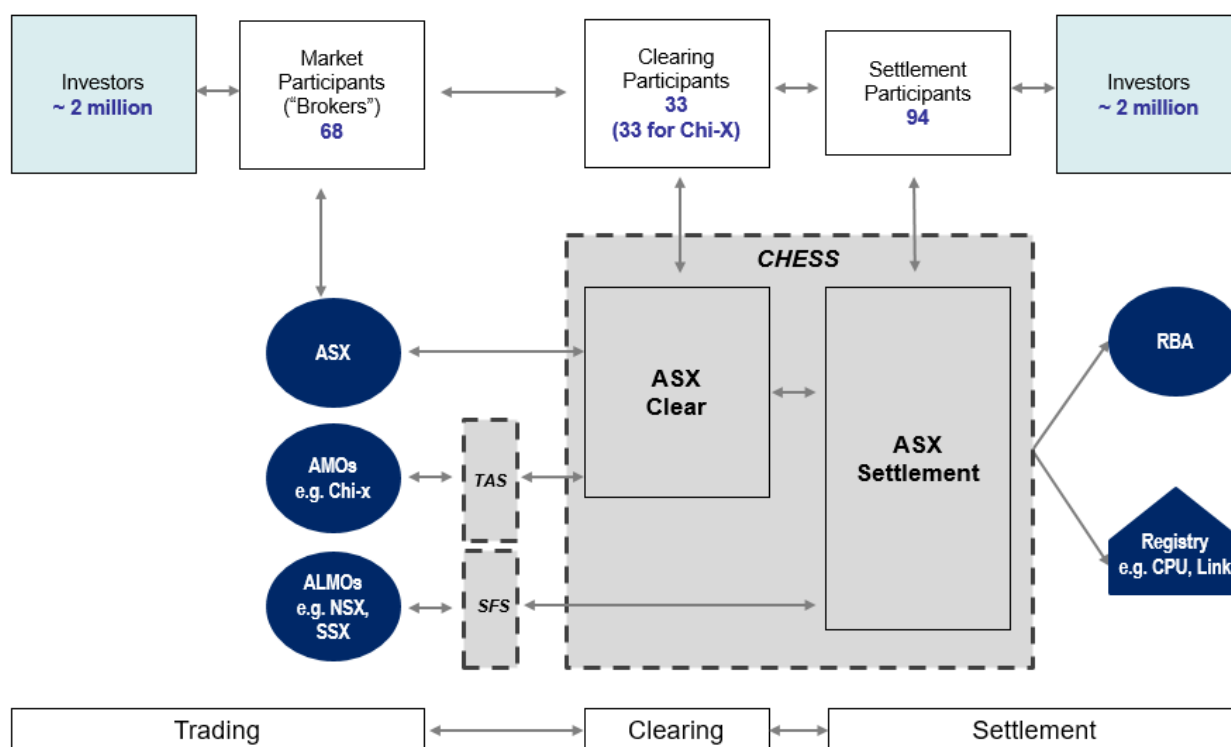 Investors
~ 2 million
Market
Participants
(“Brokers”)
68
Clearing
Participants
33
(33 for Chi-X)
Settlement
Participants
94
Investors
~ 2 million
CHESS
ASX
ASX
Clear
RBA
AMOs
e.g. Chi-x
TAS
ASX
Settlement
ALMOs
e.g. NSX,
SSX
SFS
Registry
e.g. CPU, Link
Trading
Clearing
Settlement